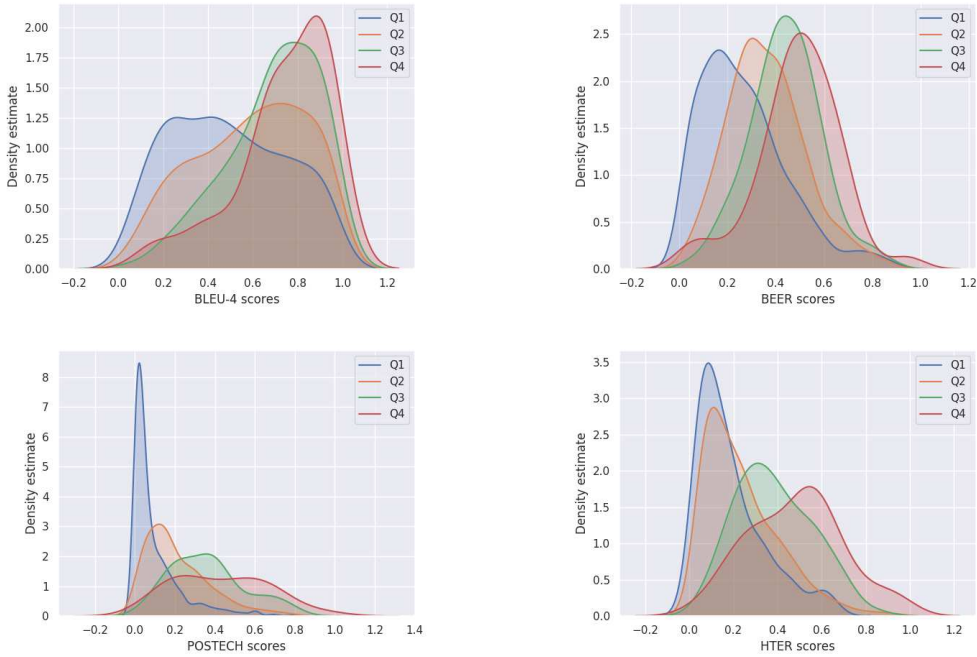 2.00
1.75
1.50
1.25
1.00
0.75
0.50
0.25
0.00
Density estimate
−0.2 0.0 0.2 0.4 0.6 0.8 1.0 1.2
BLEU-4 scores
Q1
Q2
Q3
Q4
2.5
2.0
1.5
1.0
0.5
0.0
Density estimate
−0.2 0.0 0.2 0.4 0.6 0.8 1.0 1.2
BEER scores
Q1
Q2
Q3
Q4
8
7
6
5
4
3
2
1
0
Density estimate
−0.2 0.0 0.2 0.4 0.6 0.8 1.0 1.2 1.4
POSTECH scores
Q1
Q2
Q3
Q4
3.5
3.0
2.5
2.0
1.5
1.0
0.5
0.0
Density estimate
−0.2 0.0 0.2 0.4 0.6 0.8 1.0 1.2
HTER scores
Q1
Q2
Q3
Q4